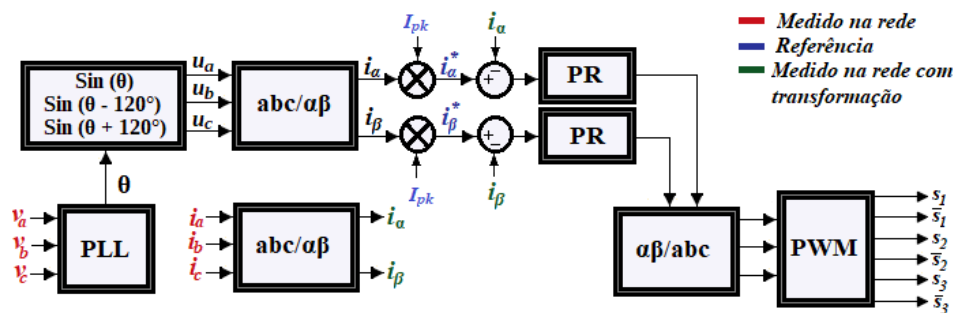 Medido na rede
Referência
Medido na rede com
transformação
Sin (θ)
Sin (θ - 120°)
Sin (θ + 120°)
u_a
u_b
u_c
abc/αβ
i_α
i_β
I_pk
I_pk
i_α^*
i_β^*
i_α
i_β
+
−
+
−
PR
PR
θ
v_a
v_b
v_c
PLL
i_a
i_b
i_c
abc/αβ
i_α
i_β
αβ/abc
PWM
s_1
s̅_1
s_2
s̅_2
s_3
s̅_3